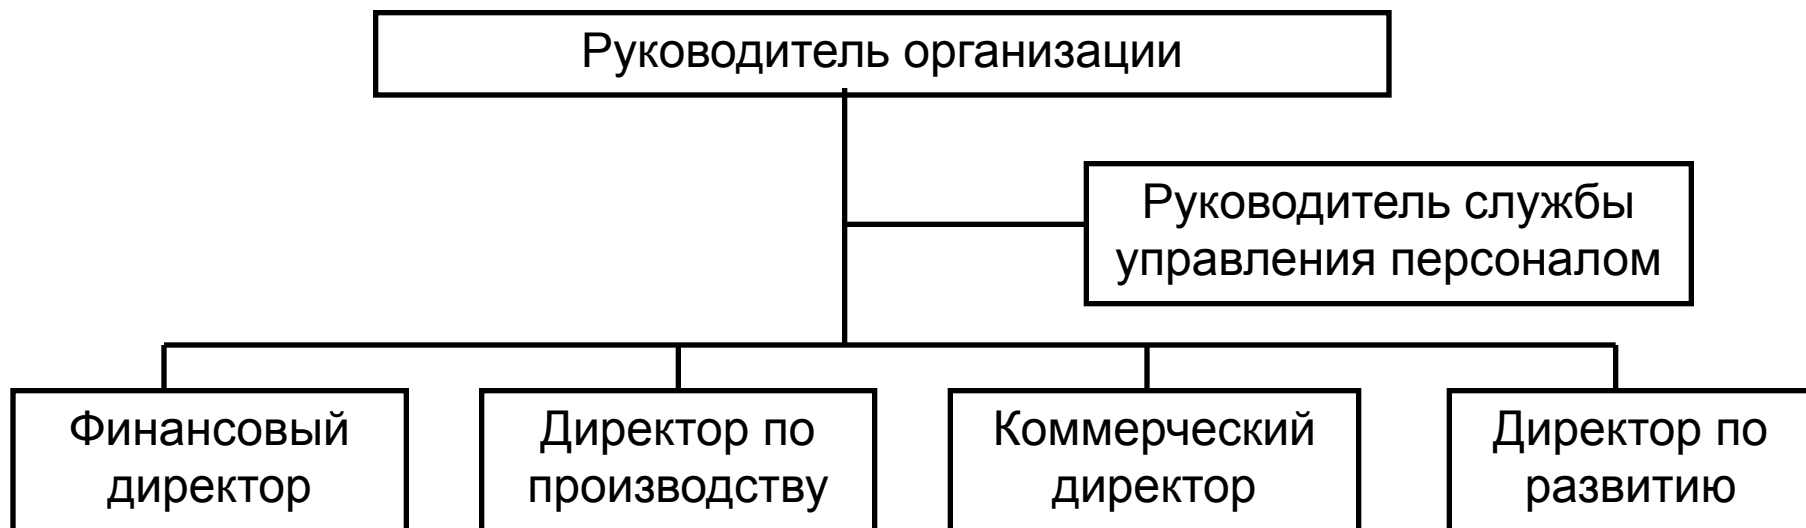 Руководитель организации
Руководитель службы
управления персоналом
Финансовый
директор
Директор по
производству
Коммерческий
директор
Директор по
развитию